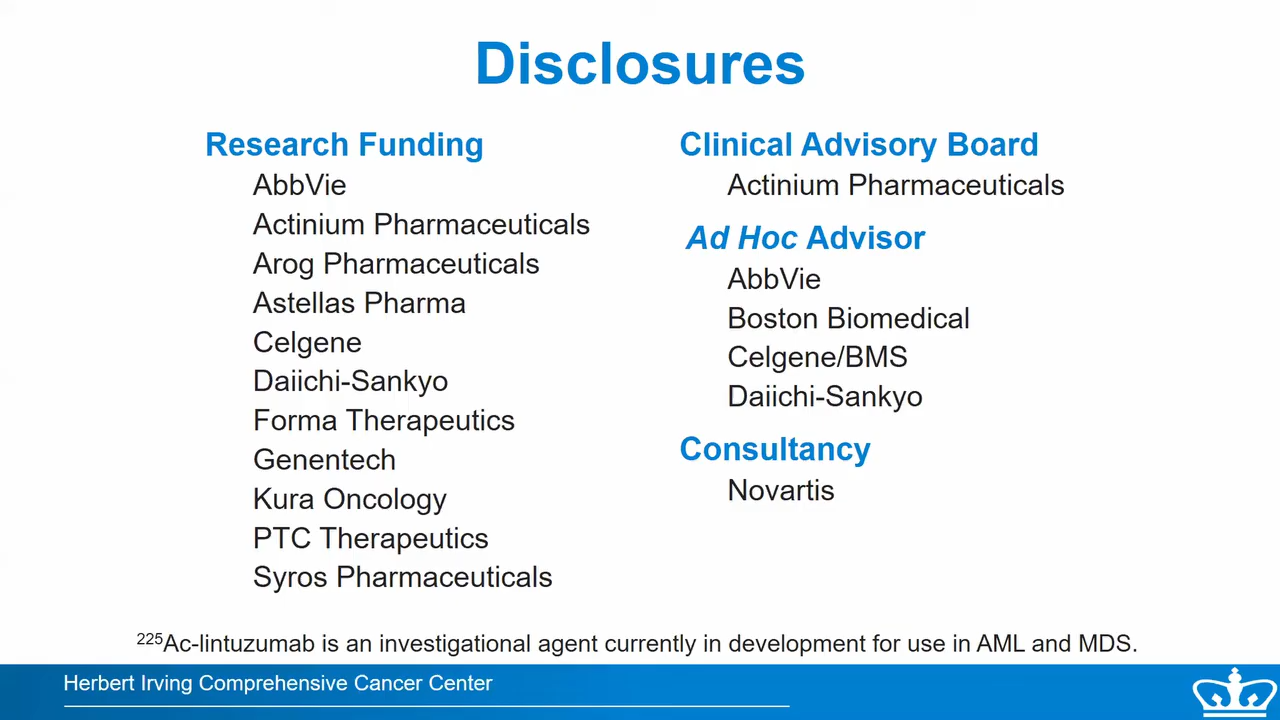 Disclosures
Research Funding
AbbVie
Actinium Pharmaceuticals
Arog Pharmaceuticals
Astellas Pharma
Celgene
Daiichi-Sankyo
Forma Therapeutics
Genentech
Kura Oncology
PTC Therapeutics
Syros Pharmaceuticals
Clinical Advisory Board
Actinium Pharmaceuticals
Ad Hoc Advisor
AbbVie
Boston Biomedical
Celgene/BMS
Daiichi-Sankyo
Consultancy
Novartis
²²⁵Ac-lintuzumab is an investigational agent currently in development for use in AML and MDS.
Herbert Irving Comprehensive Cancer Center